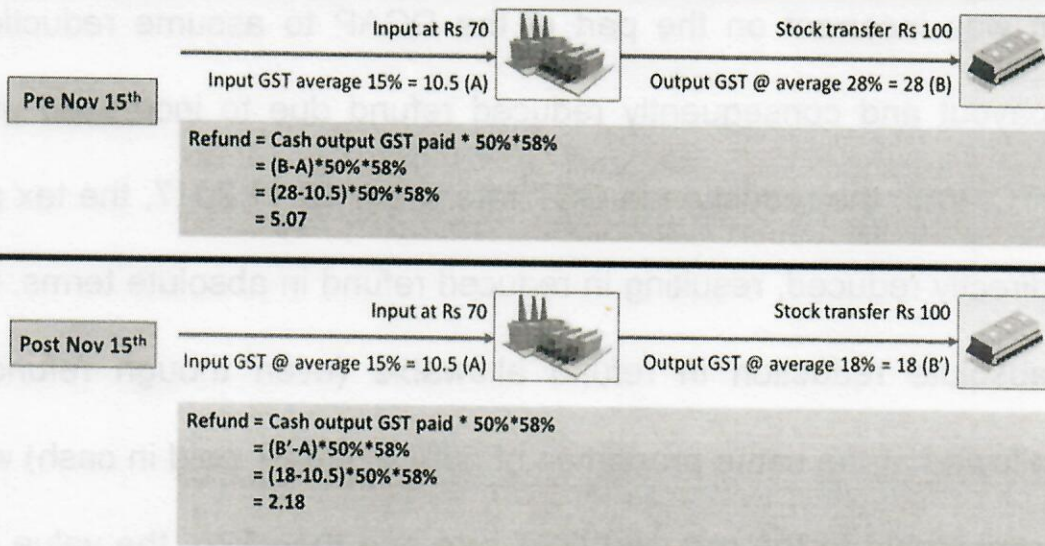 Input at Rs 70
Stock transfer Rs 100
Pre Nov 15th
Input GST average 15% = 10.5 (A)
Output GST @ average 28% = 28 (B)
Refund = Cash output GST paid * 50%*58%
= (B-A)*50%*58%
= (28-10.5)*50%*58%
= 5.07
Input at Rs 70
Stock transfer Rs 100
Post Nov 15th
Input GST @ average 15% = 10.5 (A)
Output GST @ average 18% = 18 (B')
Refund = Cash output GST paid * 50%*58%
= (B'-A)*50%*58%
= (18-10.5)*50%*58%
= 2.18